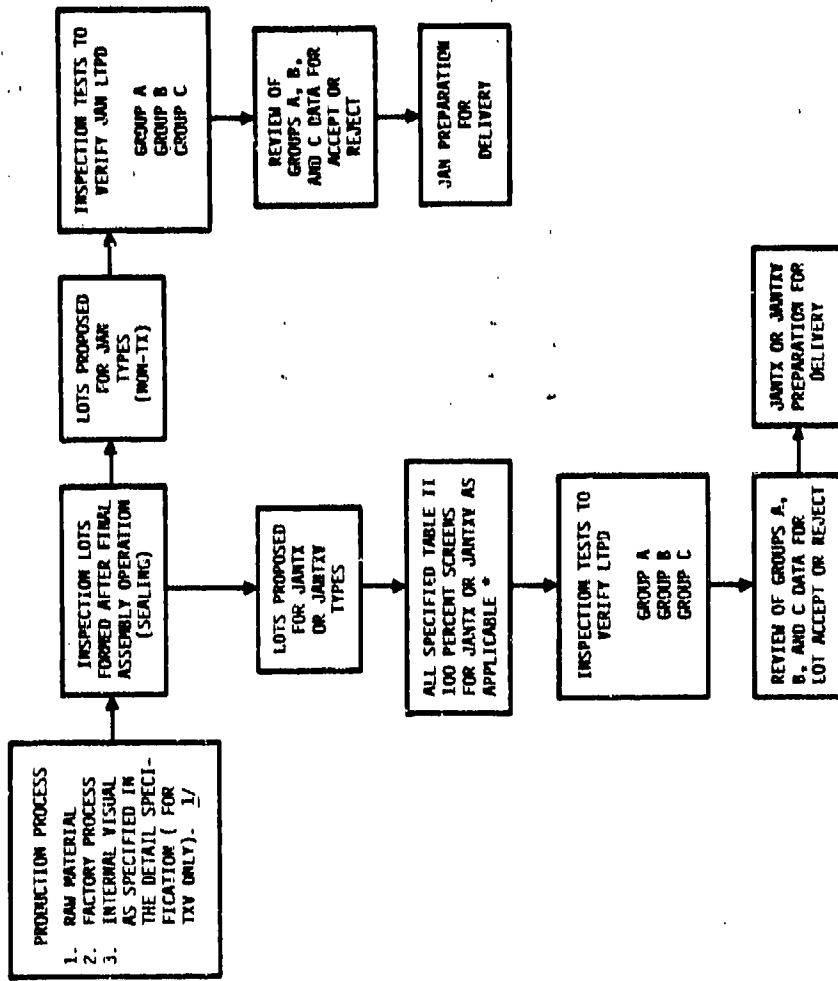 PRODUCTION PROCESS
1. RAW MATERIAL
2. FACTORY PROCESS
3. INTERNAL VISUAL
AS SPECIFIED IN
THE DETAIL SPECI-
FICATION ( FOR
TXV ONLY). 1/
INSPECTION LOTS
FORMED AFTER FINAL
ASSEMBLY OPERATION
(SEALING)
LOTS PROPOSED
FOR JAN
TYPES
(NON-TX)
INSPECTION TESTS TO
VERIFY JAN LTPD
GROUP A
GROUP B
GROUP C
REVIEW OF
GROUPS A, B,
AND C DATA FOR
ACCEPT OR
REJECT
JAN PREPARATION
FOR
DELIVERY
LOTS PROPOSED
FOR JANTX
OR JANTXV
TYPES
ALL SPECIFIED TABLE II
100 PERCENT SCREENS
FOR JANTX OR JANTXV AS
APPLICABLE *
INSPECTION TESTS TO
VERIFY LTPD
GROUP A
GROUP B
GROUP C
REVIEW OF GROUPS A,
B, AND C DATA FOR
LOT ACCEPT OR REJECT
JANTX OR JANTXV
PREPARATION FOR
DELIVERY